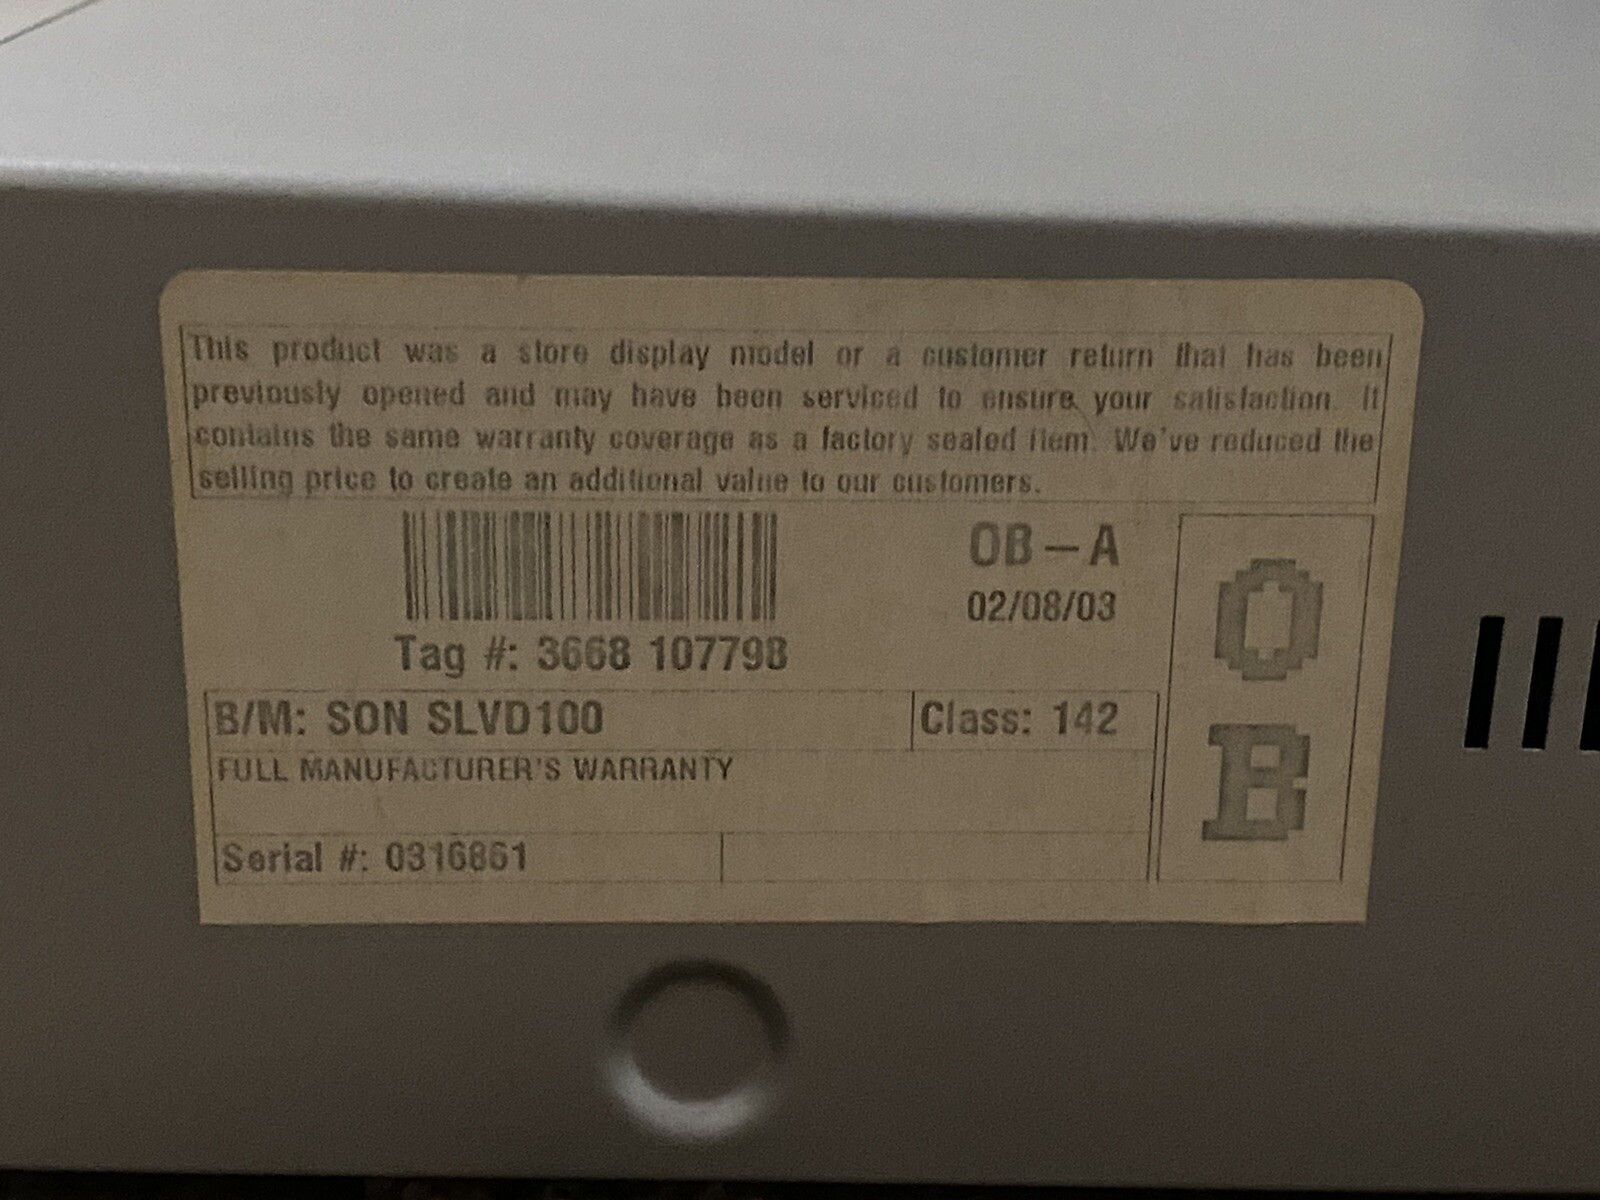 This product was a store display model or a customer return that has been
previously opened and may have been serviced to ensure your satisfaction. It
contains the same warranty coverage as a factory sealed item. We've reduced the
selling price to create an additional value to our customers.
OB-A
02/08/03
Tag #: 3668 107798
B/M: SON SLVD100
Class: 142
FULL MANUFACTURER'S WARRANTY
Serial #: 0316861
O
B